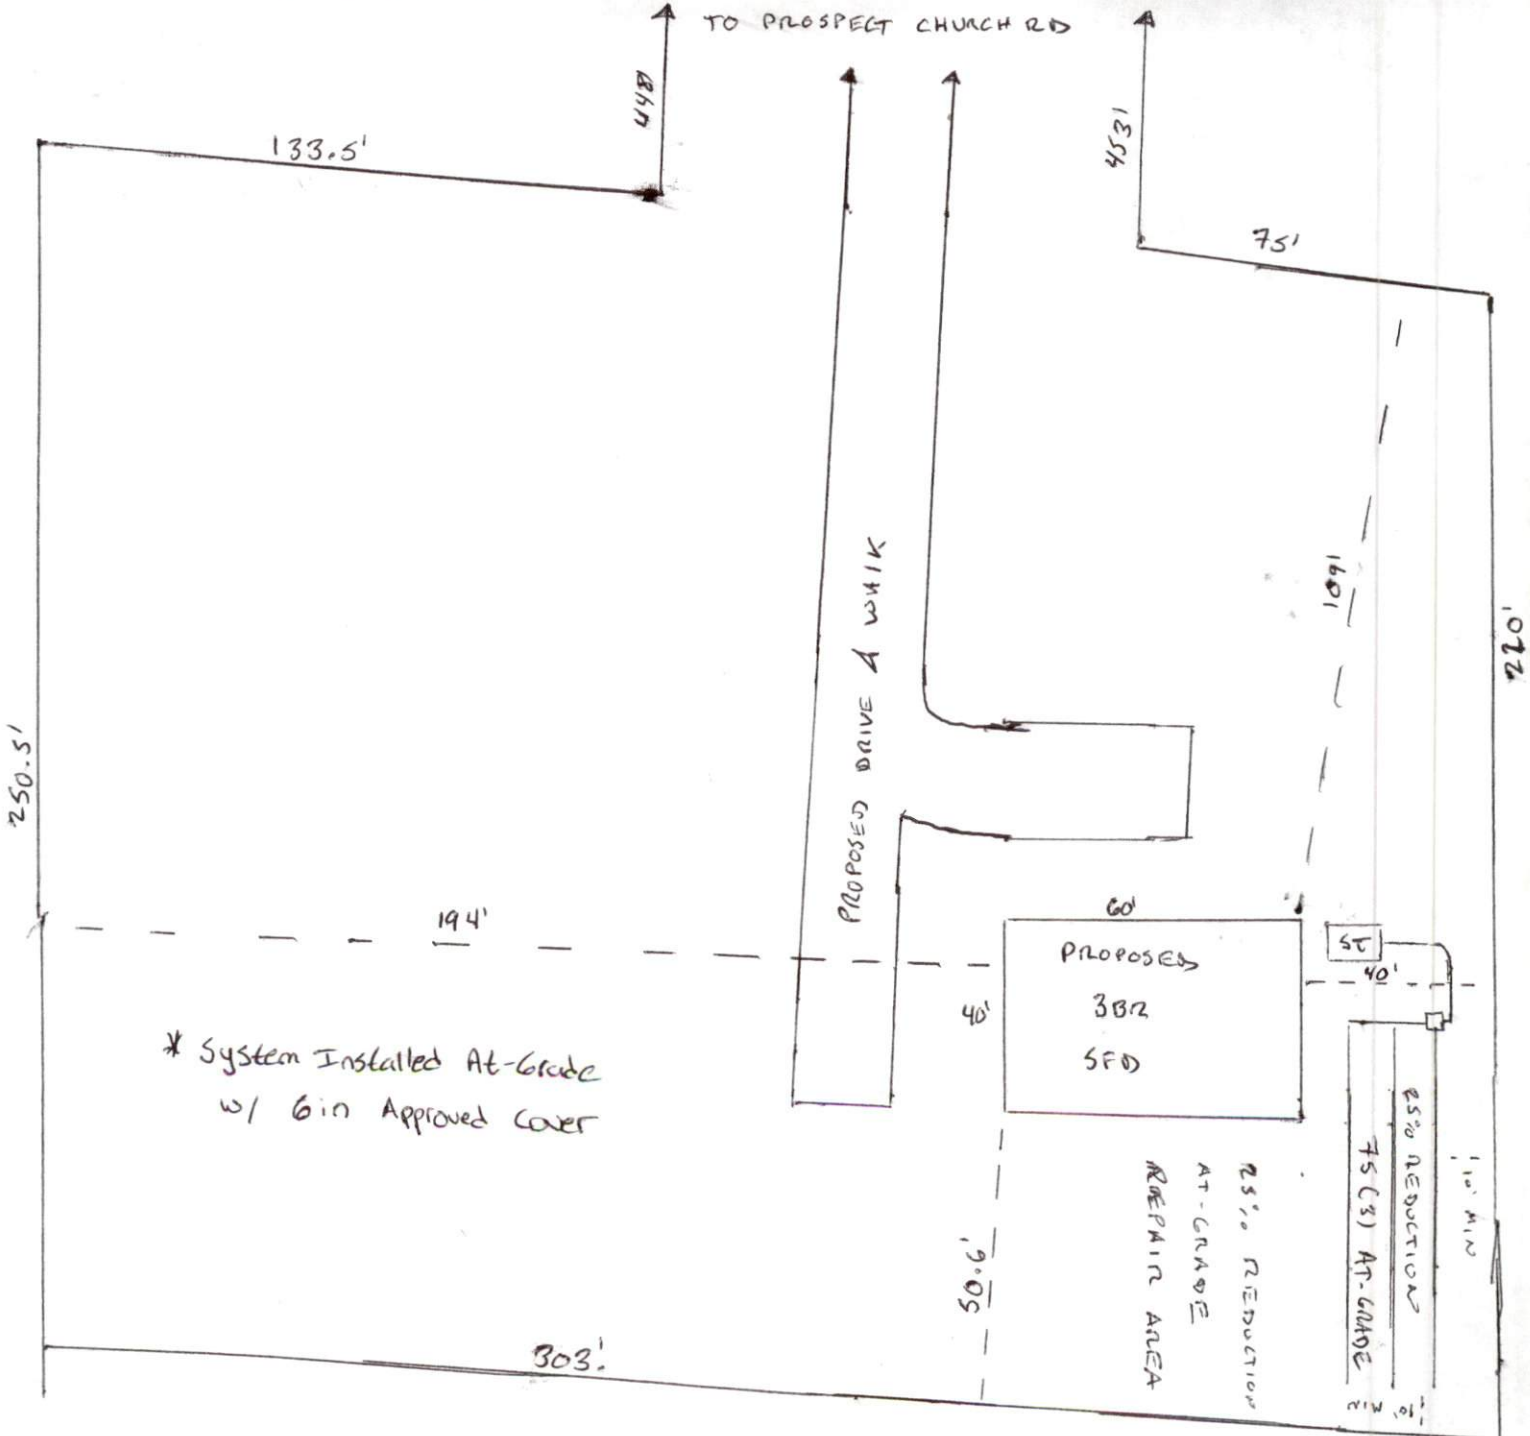 TO PROSPECT CHURCH RD
448'
453'
133.5'
75'
PROPOSED DRIVE & WALK
220'
250.5'
194'
60'
PROPOSED
3BR
SFD
40'
ST
40'
* System Installed At-Grade
w/ 6in Approved Cover
25% REDUCTION
75 (3) AT-GRADE
10' MIN
25% REDUCTION
AT-GRADE
REPAIR AREA
50.6'
303'
10'
MIN